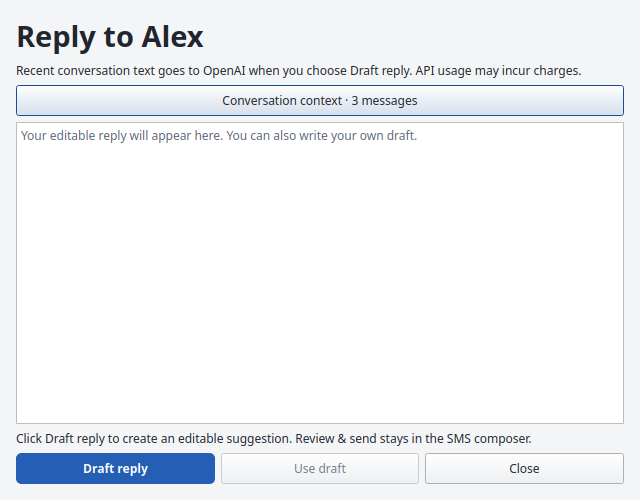 Reply to Alex
Recent conversation text goes to OpenAI when you choose Draft reply. API usage may incur charges.
Conversation context · 3 messages
Your editable reply will appear here. You can also write your own draft.
Click Draft reply to create an editable suggestion. Review & send stays in the SMS composer.
Draft reply
Use draft
Close